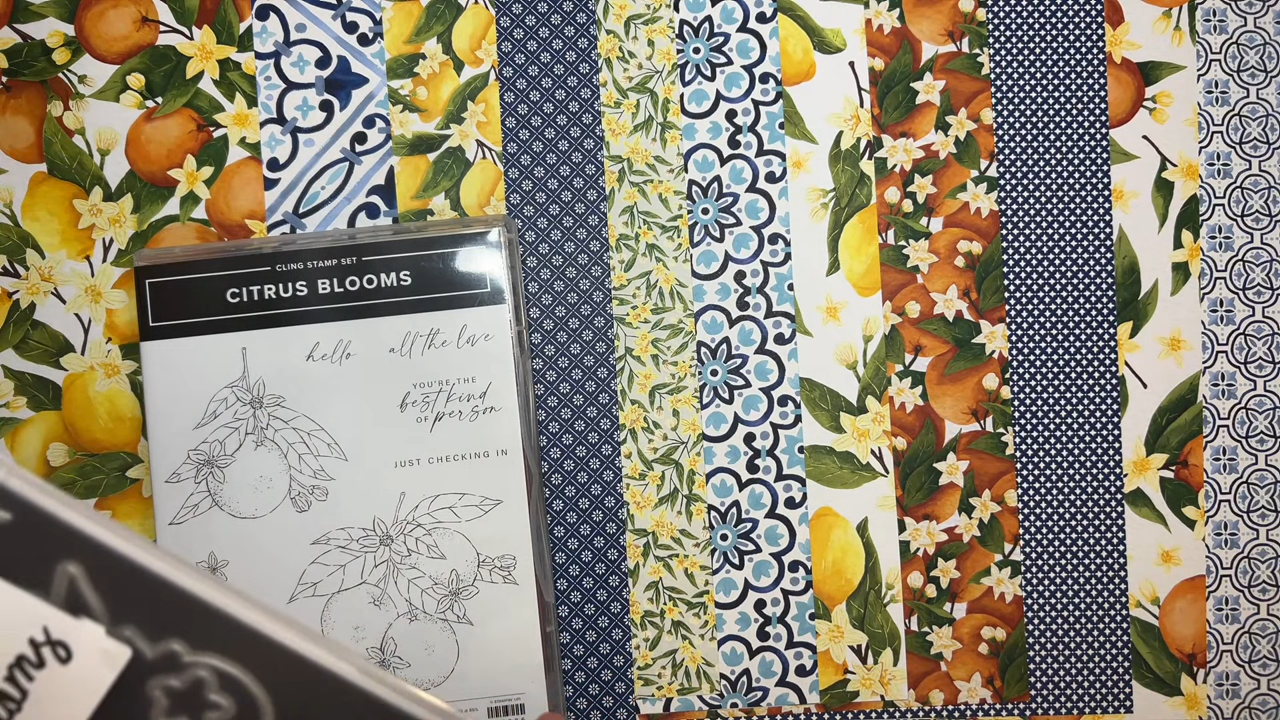 CLING STAMP SET
CITRUS BLOOMS
hello
all the love
YOU'RE THE
best kind
OF person
JUST CHECKING IN